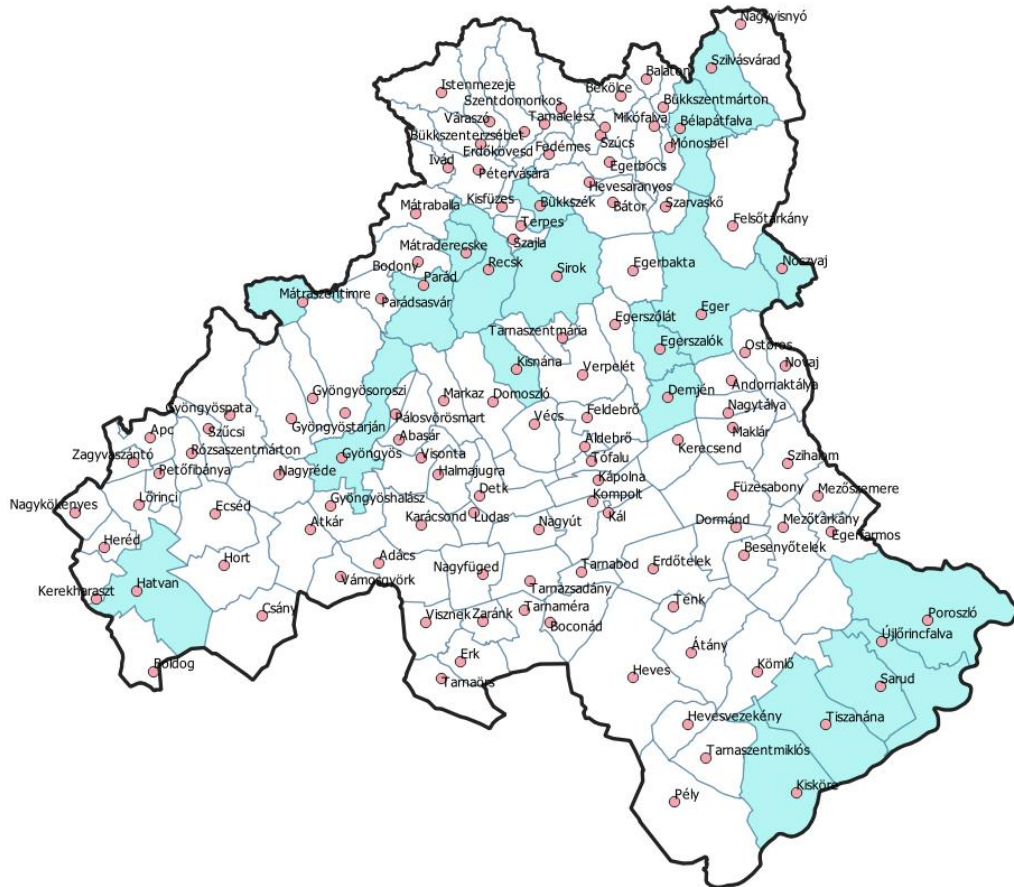 Nagyvisnyó
Szilvásvárad
Balaton
Istenmezeje
Bekölce
Szentdomonkos
Bükkszentmárton
Váraszó
Tarnalelesz
Mikófalva
Bélapátfalva
Bükkszenterzsébet
Szúcs
Mónosbél
Erdőkövesd
Fedémes
Ivád
Egerbocs
Pétervására
Hevesaranyos
Kisfüzes
Bükkszék
Bátor
Szarvaskő
Mátraballa
Terpes
Felsőtárkány
Szajla
Mátraderecske
Bodony
Recsk
Sirok
Egerbakta
Noszvaj
Parád
Mátraszentimre
Parádsasvár
Eger
Egerszólát
Tarnaszentmária
Egerszalók
Ostoros
Kisnána
Verpelét
Novaj
Andornaktálya
Gyöngyösoroszi
Markaz
Domoszló
Demjén
Gyöngyöspata
Gyöngyöstarján
Pálosvörösmart
Feldebrő
Nagytálya
Apc
Szűcsi
Vécs
Maklár
Abasár
Aldebrő
Kerecsend
Zagyvaszántó
Rózsaszentmárton
Gyöngyös
Visonta
Tófalu
Szihalom
Petőfibánya
Nagyréde
Halmajugra
Kápolna
Nagykökényes
Lőrinci
Detk
Kompolt
Füzesabony
Mezőszemere
Ecséd
Gyöngyöshalász
Karácsond
Ludas
Kál
Atkár
Nagyút
Dormánd
Mezőtárkány
Egerfarmos
Heréd
Hort
Adács
Besenyőtelek
Nagyfüged
Tarnabod
Erdőtelek
Kerekharaszt
Hatvan
Vámosgyörk
Tarnazsadány
Csány
Visznek
Zaránk
Tarnaméra
Boconád
Tenk
Poroszló
Újlőrincfalva
Boldog
Erk
Átány
Tarnaörs
Heves
Kömlő
Sarud
Hevesvezekény
Tiszanána
Tarnaszentmiklós
Pély
Kisköre